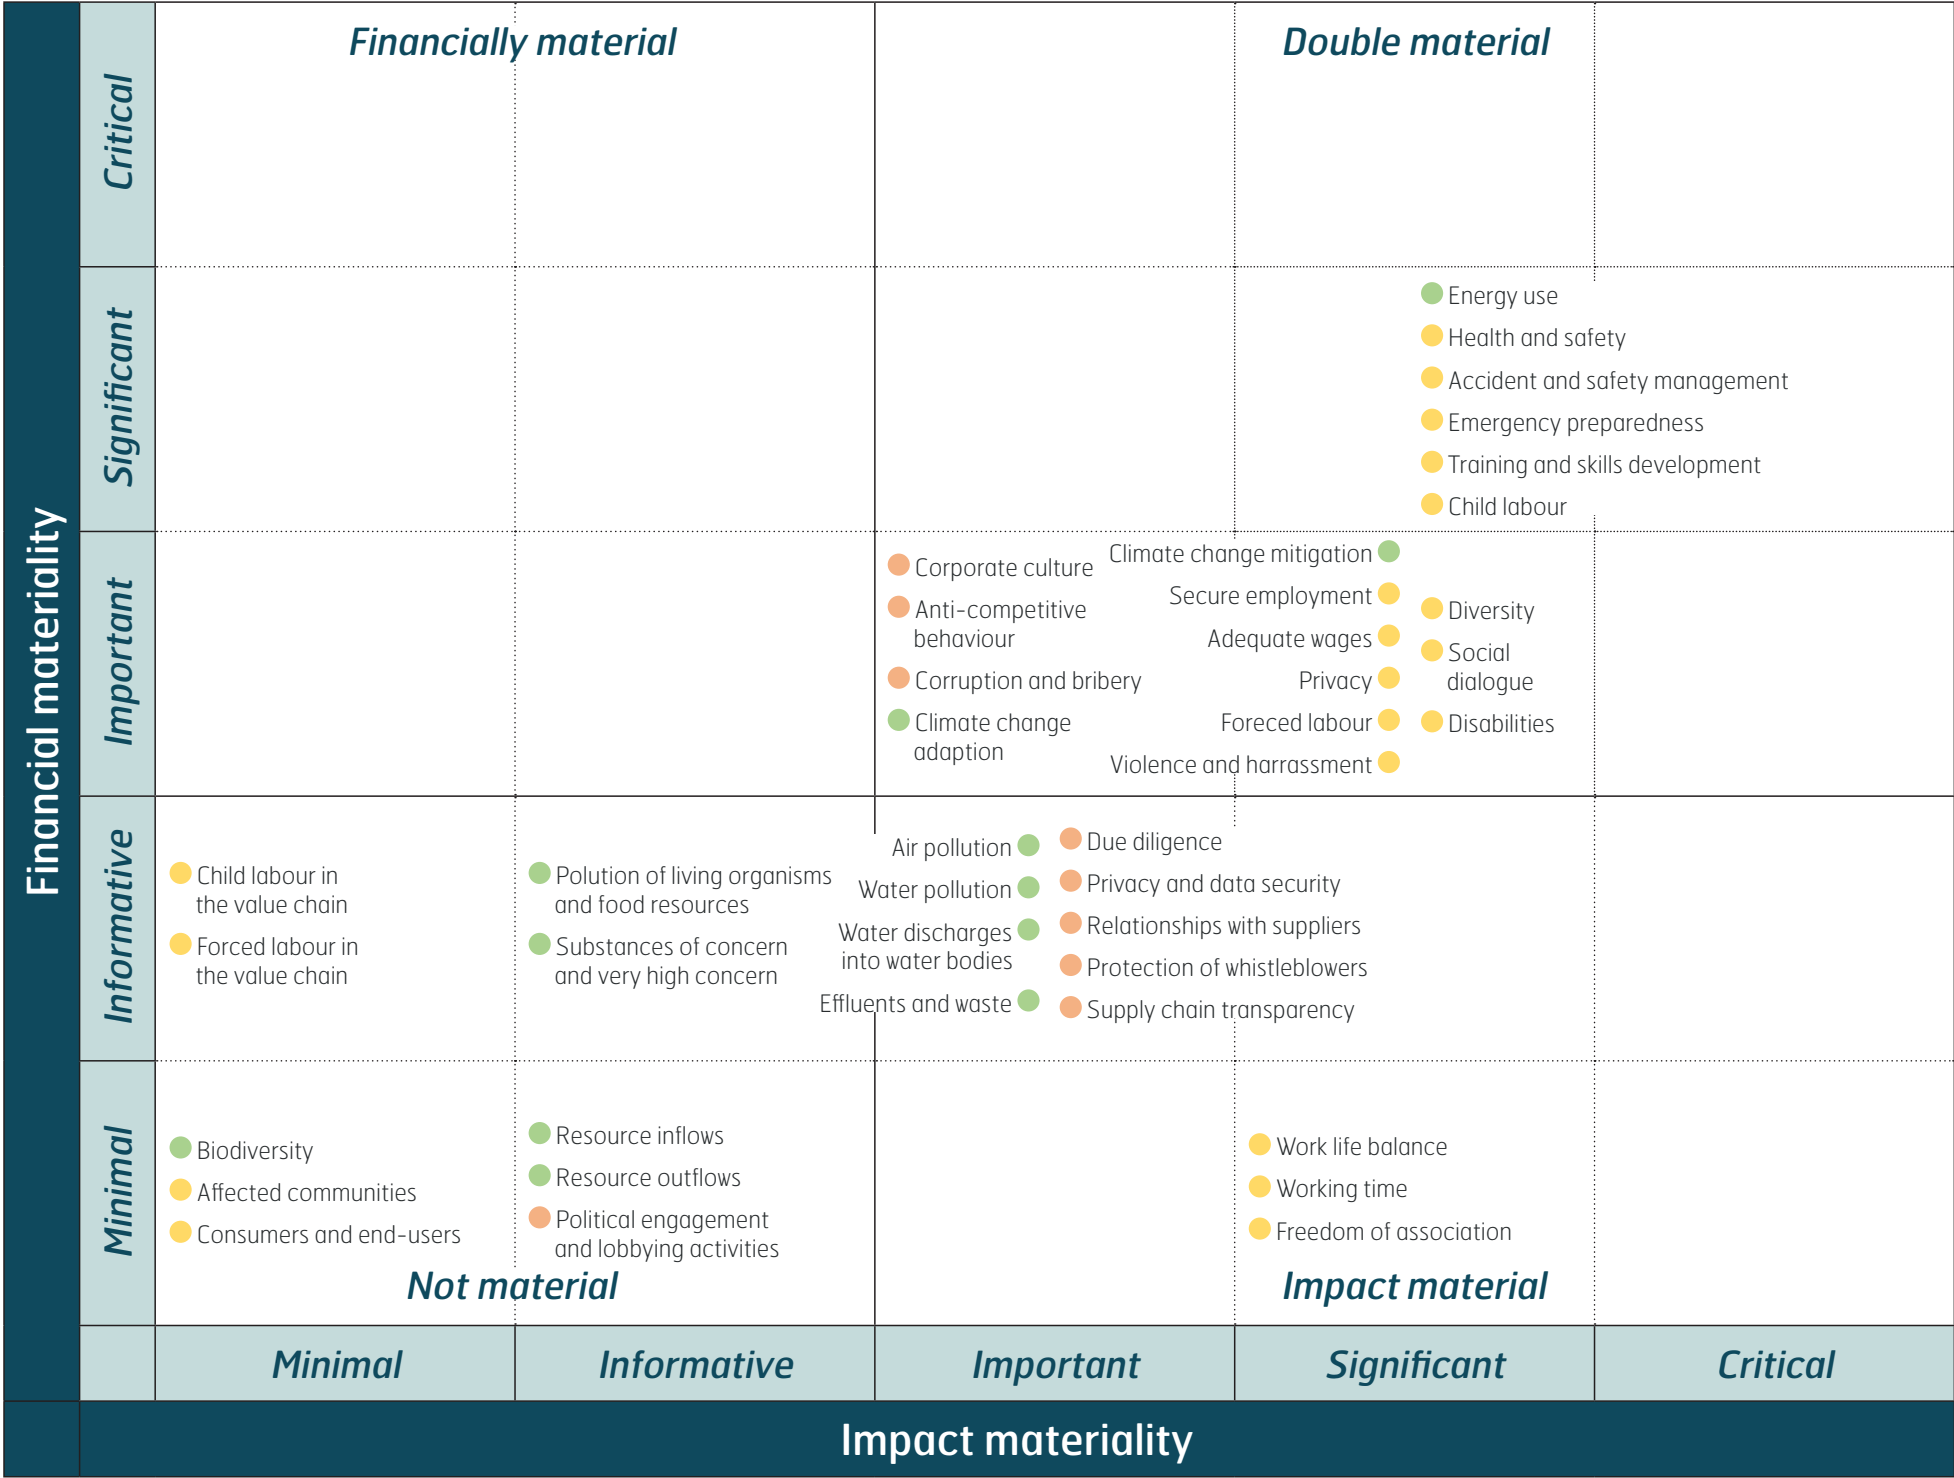 Financially material
Double material
Financial materiality
Critical
Significant
Energy use
Health and safety
Accident and safety management
Emergency preparedness
Training and skills development
Child labour
Important
Corporate culture
Anti-competitive
behaviour
Corruption and bribery
Climate change
adaption
Climate change mitigation
Secure employment
Adequate wages
Privacy
Foreced labour
Violence and harrassment
Diversity
Social
dialogue
Disabilities
Informative
Child labour in
the value chain
Forced labour in
the value chain
Polution of living organisms
and food resources
Substances of concern
and very high concern
Air pollution
Water pollution
Water discharges
into water bodies
Effluents and waste
Due diligence
Privacy and data security
Relationships with suppliers
Protection of whistleblowers
Supply chain transparency
Minimal
Biodiversity
Affected communities
Consumers and end-users
Resource inflows
Resource outflows
Political engagement
and lobbying activities
Work life balance
Working time
Freedom of association
Not material
Impact material
Minimal
Informative
Important
Significant
Critical
Impact materiality